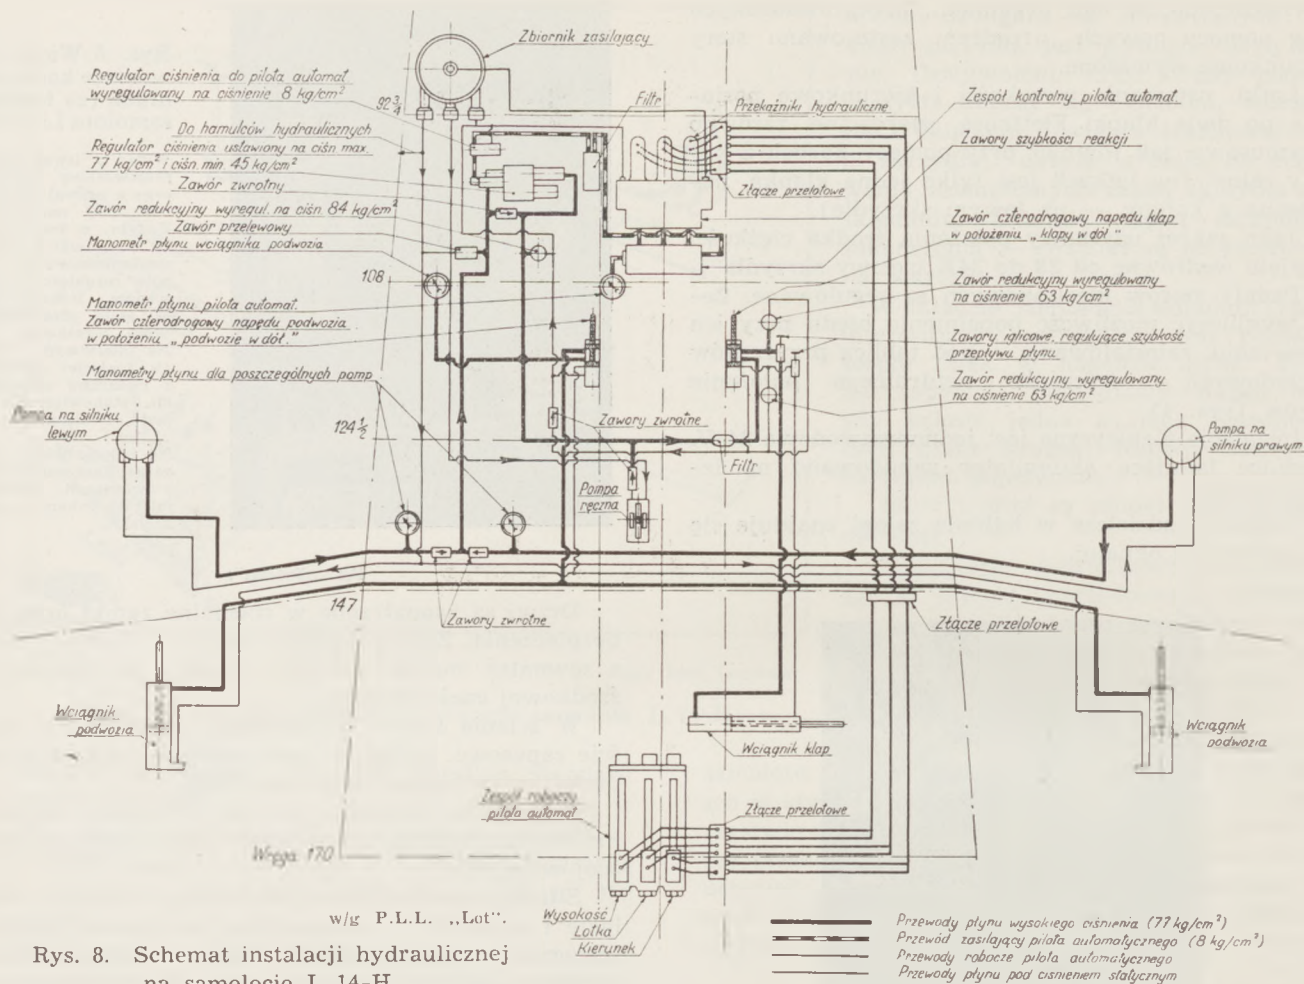 Zbiornik zasilający
Regulator ciśnienia do pilota automat
wyregulowany na ciśnienie 8 kg/cm²
92 3/4
Filtr
Przekaźniki hydrauliczne
Zespół kontrolny pilota automat.
Do hamulców hydraulicznych
Regulator ciśnienia ustawiony na ciśn. max.
77 kg/cm² i ciśn. min. 45 kg/cm²
Zawory szybkości reakcji
Zawór zwrotny
Złącze przelotowe
Zawór redukcyjny wyregul. na ciśn. 84 kg/cm²
Zawór przelewowy
Manometr płynu wciągnika podwozia
Zawór czterodrogowy napędu klap
w położeniu „klapy w dół"
108
Zawór redukcyjny wyregulowany
na ciśnienie 63 kg/cm²
Manometr płynu pilota automat.
Zawór czterodrogowy napędu podwozia
w położeniu „podwozie w dół."
Zawory iglicowe, regulujące szybkość
przepływu płynu
Manometry płynu dla poszczególnych pomp
Zawór redukcyjny wyregulowany
na ciśnienie 63 kg/cm²
Pompa na silniku
lewym
124 1/2
Zawory zwrotne
Filtr
Pompa na
silniku prawym
Pompa
ręczna
147
Zawory zwrotne
Złącze przelotowe
Wciągnik
podwozia
Wciągnik klap
Wciągnik
podwozia
Zespół roboczy
pilota automat
Złącze przelotowe
Wręga 170
Wysokość
Lotka
Kierunek
w/g P.L.L. „Lot".
Rys. 8. Schemat instalacji hydraulicznej
na samolocie L 14-H
Przewody płynu wysokiego ciśnienia (77 kg/cm²)
Przewód zasilający pilota automatycznego (8 kg/cm²)
Przewody robocze pilota automatycznego
Przewody płynu pod ciśnieniem statycznym